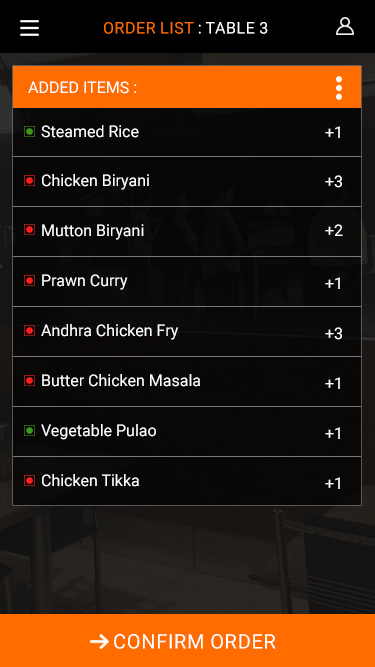 ORDER LIST : TABLE 3
ADDED ITEMS :
Steamed Rice +1
Chicken Biryani +3
Mutton Biryani +2
Prawn Curry +1
Andhra Chicken Fry +3
Butter Chicken Masala +1
Vegetable Pulao +1
Chicken Tikka +1
CONFIRM ORDER